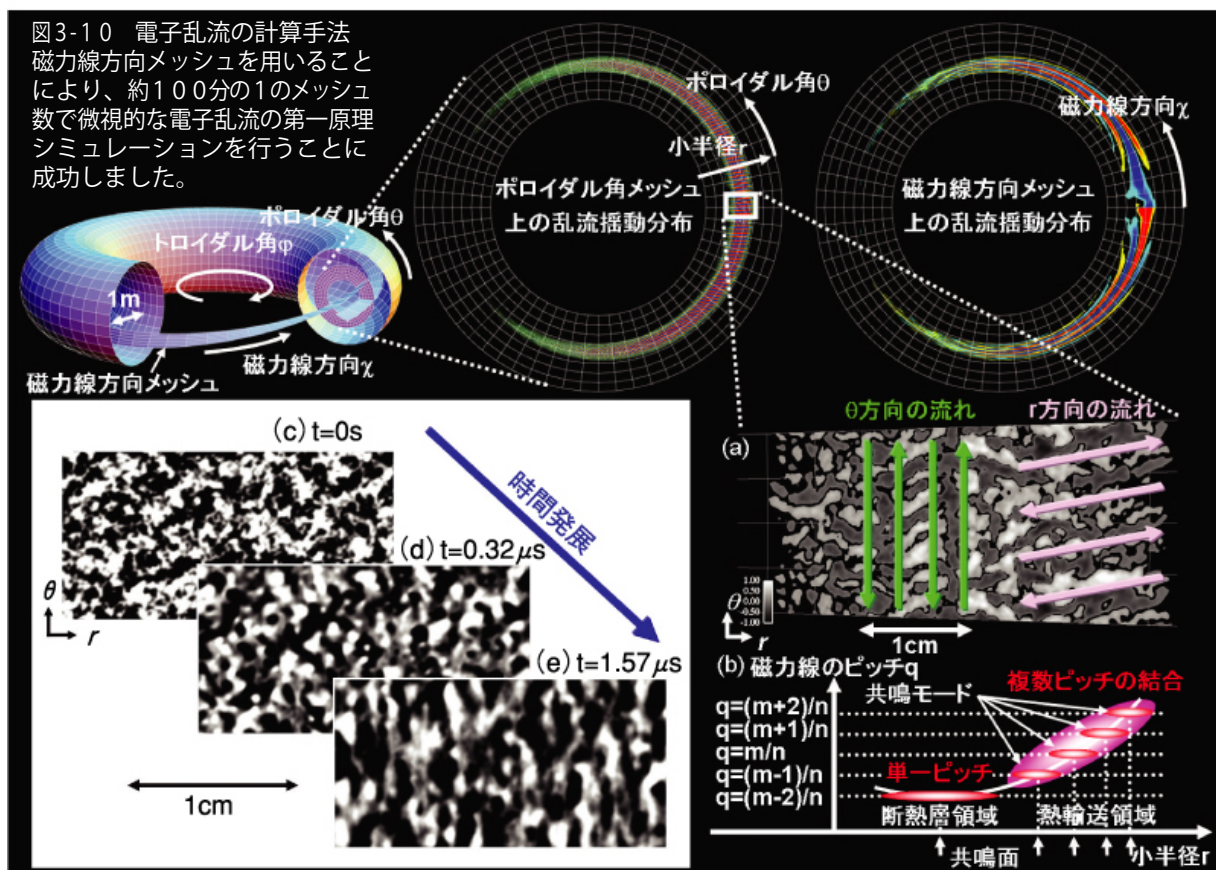 図3-10 電子乱流の計算手法
磁力線方向メッシュを用いること
により、約100分の1のメッシュ
数で微視的な電子乱流の第一原理
シミュレーションを行うことに
成功しました。
ポロイダル角θ
トロイダル角φ
1m
磁力線方向χ
磁力線方向メッシュ
ポロイダル角θ
小半径r
ポロイダル角メッシュ
上の乱流揺動分布
磁力線方向χ
磁力線方向メッシュ
上の乱流揺動分布
(c) t=0s
時間発展
(d) t=0.32μs
θ
r
(e) t=1.57μs
1cm
θ方向の流れ
r方向の流れ
(a)
1.00
0.50
0.00
-0.50
-1.00
θ
r
1cm
(b) 磁力線のピッチq
複数ピッチの結合
共鳴モード
q=(m+2)/n
q=(m+1)/n
q=m/n
q=(m-1)/n
q=(m-2)/n
単一ピッチ
断熱層領域
熱輸送領域
共鳴面
小半径r